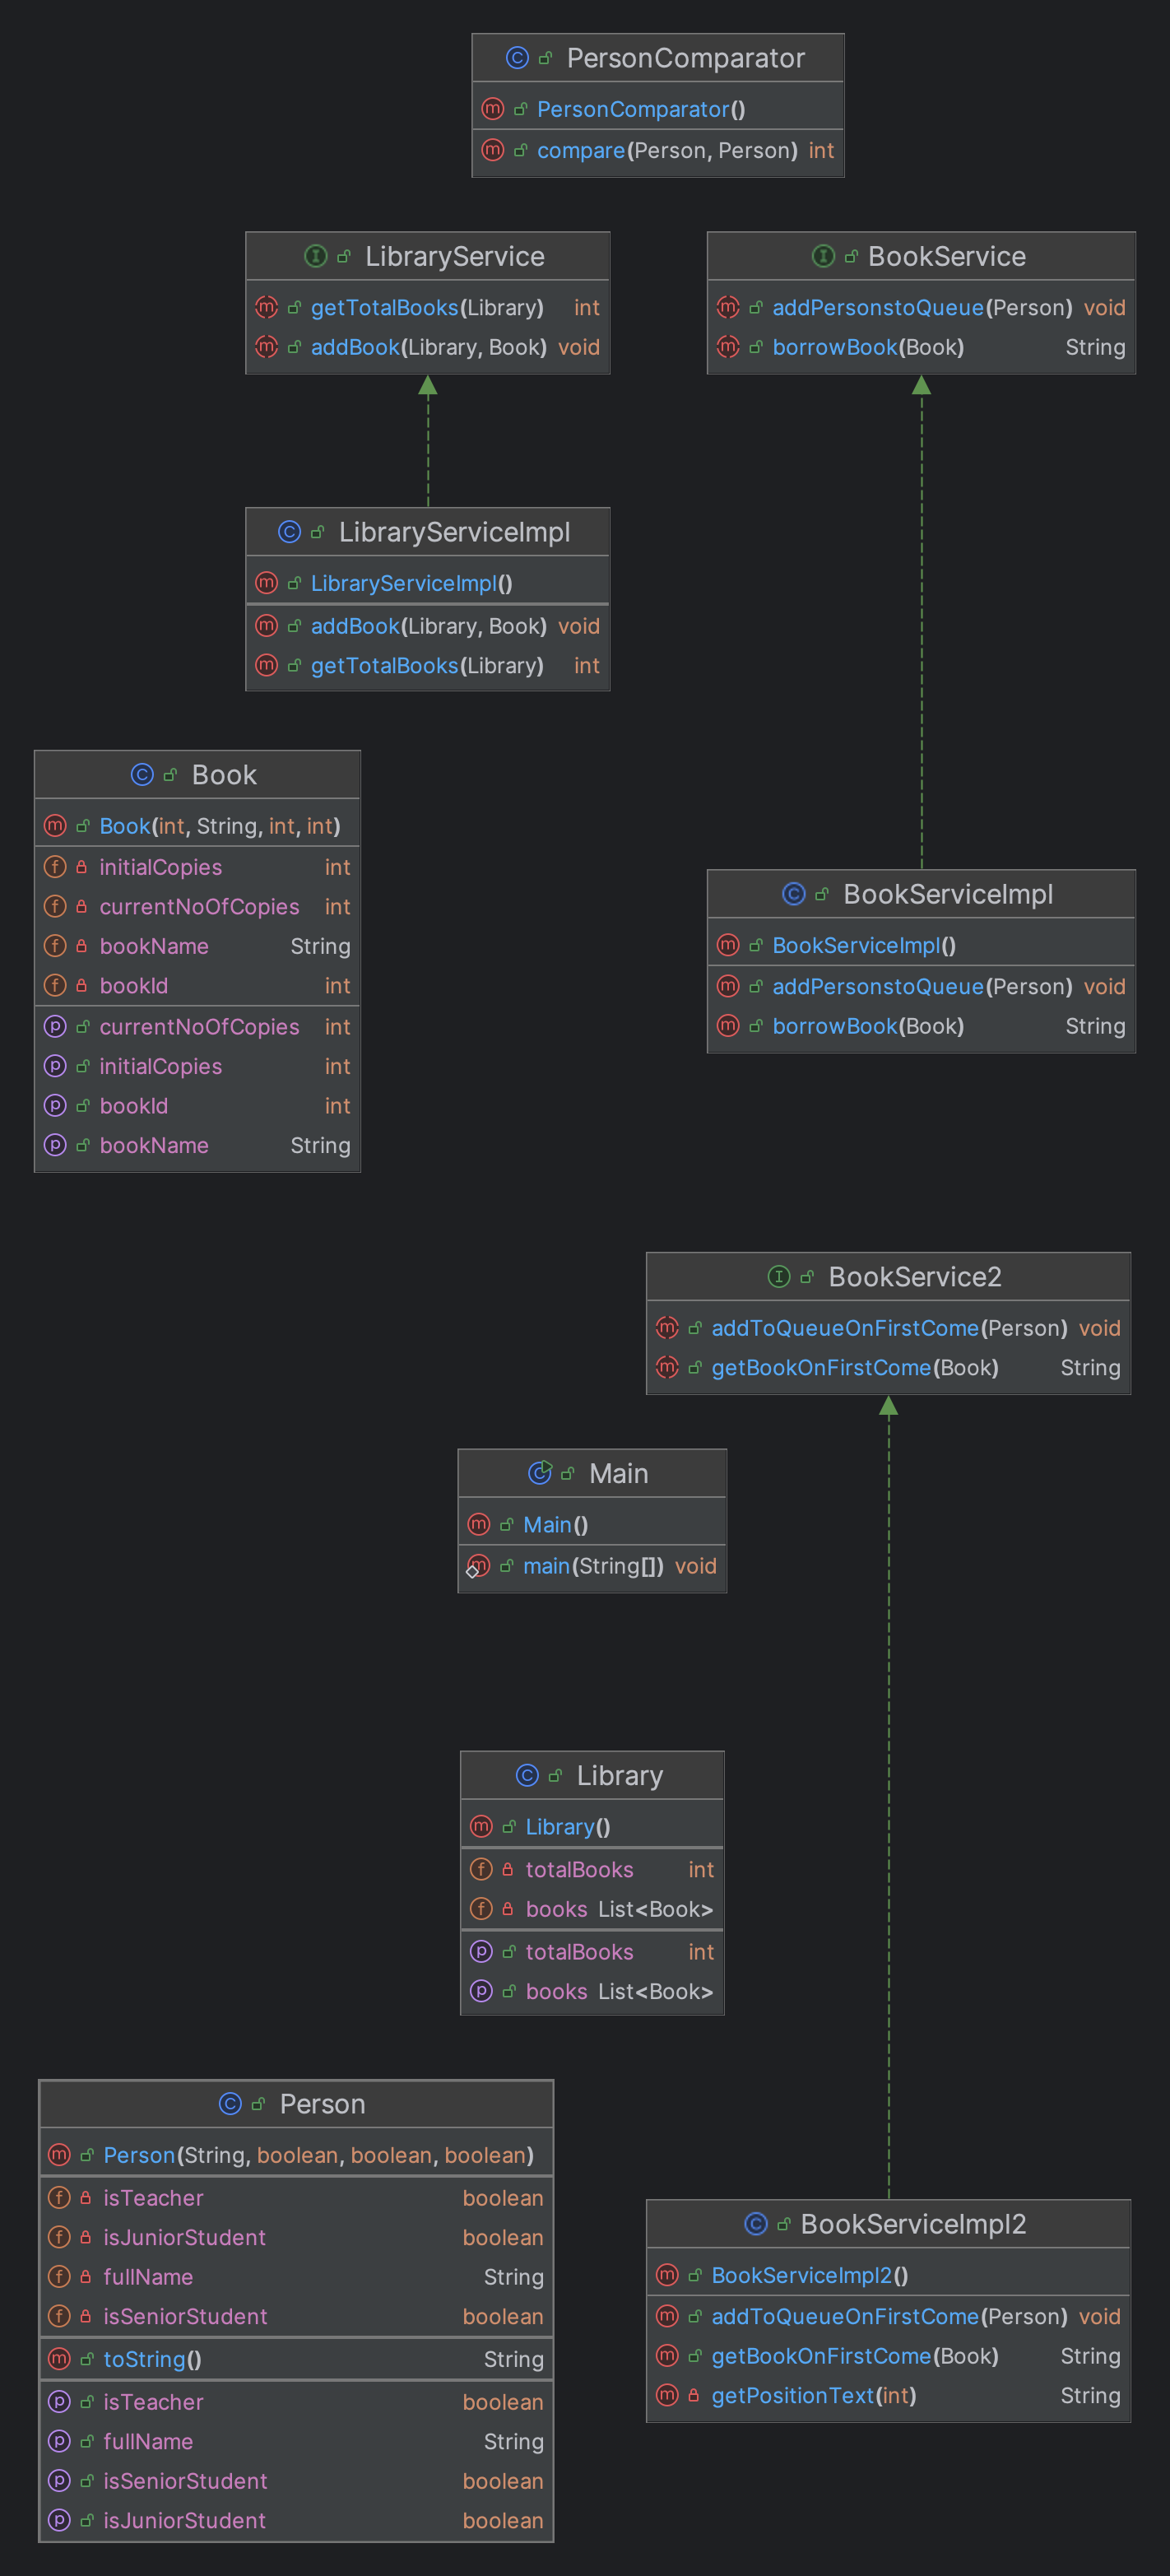 PersonComparator
PersonComparator()
compare(Person, Person) int
LibraryService
getTotalBooks(Library) int
addBook(Library, Book) void
BookService
addPersonstoQueue(Person) void
borrowBook(Book) String
LibraryServiceImpl
LibraryServiceImpl()
addBook(Library, Book) void
getTotalBooks(Library) int
Book
Book(int, String, int, int)
initialCopies int
currentNoOfCopies int
bookName String
bookId int
currentNoOfCopies int
initialCopies int
bookId int
bookName String
BookServiceImpl
BookServiceImpl()
addPersonstoQueue(Person) void
borrowBook(Book) String
BookService2
addToQueueOnFirstCome(Person) void
getBookOnFirstCome(Book) String
Main
Main()
main(String[]) void
Library
Library()
totalBooks int
books List<Book>
totalBooks int
books List<Book>
Person
Person(String, boolean, boolean, boolean)
isTeacher boolean
isJuniorStudent boolean
fullName String
isSeniorStudent boolean
toString() String
isTeacher boolean
fullName String
isSeniorStudent boolean
isJuniorStudent boolean
BookServiceImpl2
BookServiceImpl2()
addToQueueOnFirstCome(Person) void
getBookOnFirstCome(Book) String
getPositionText(int) String